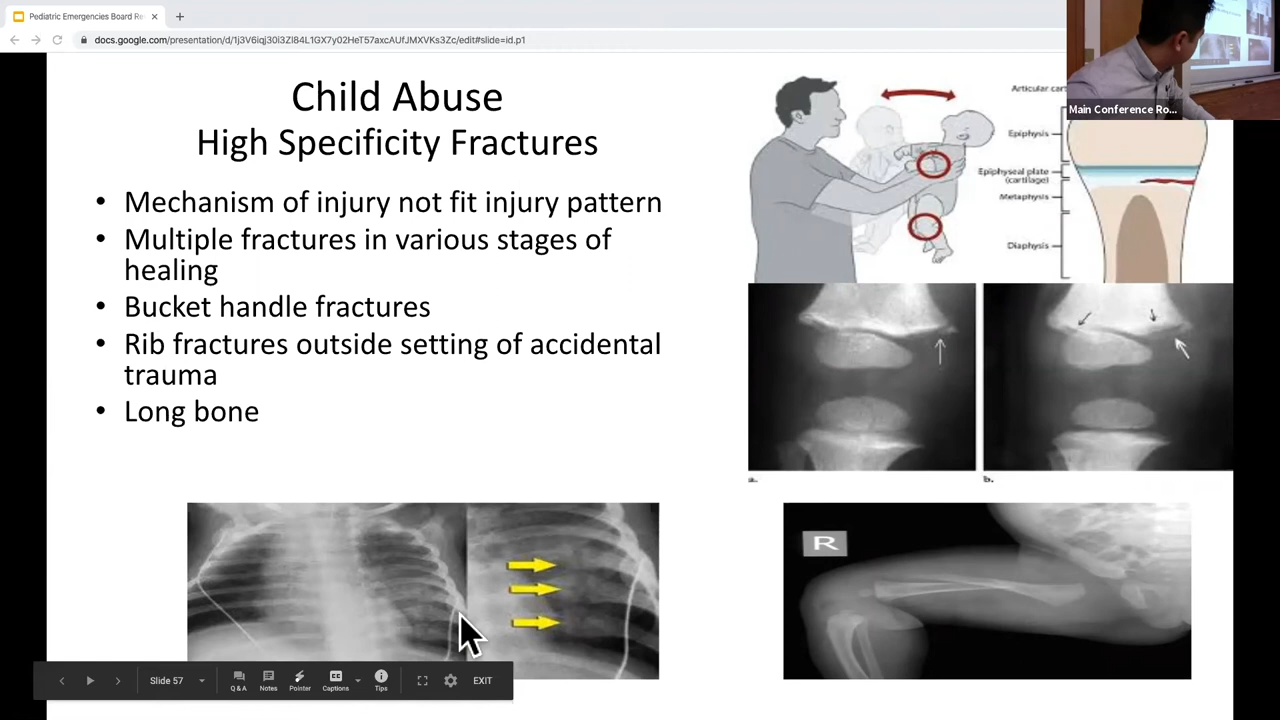 Pediatric Emergencies Board Re
docs.google.com/presentation/d/1j3V6iqj30l3Zl84L1GX7y02HeT57axcAUfJMXVKs3Zc/edit#slide=id.p1
Main Conference Ro...
Child Abuse
High Specificity Fractures
• Mechanism of injury not fit injury pattern
• Multiple fractures in various stages of
healing
• Bucket handle fractures
• Rib fractures outside setting of accidental
trauma
• Long bone
Articular cart
Epiphysis
Epiphyseal plate
(cartilage)
Metaphysis
Diaphysis
a.
b.
R
Slide 57
Q&A
Notes
Pointer
Captions
Tips
EXIT